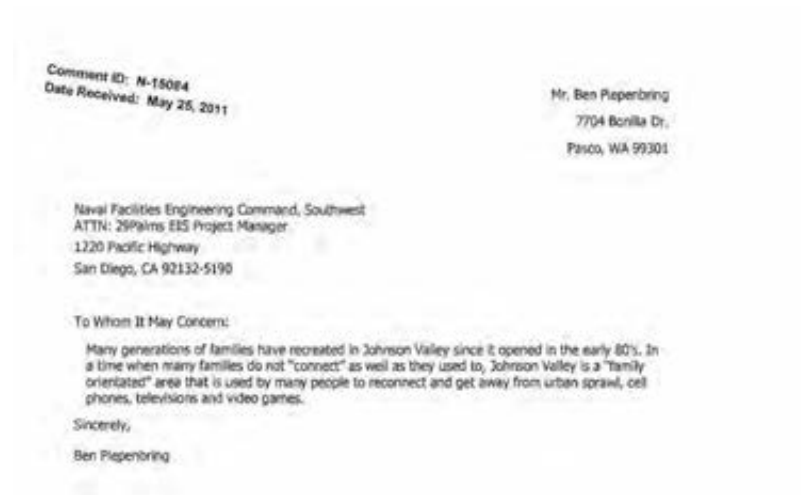 Comment ID: N-15084
Date Received: May 25, 2011
Mr. Ben Piepenbring
7704 Bonilla Dr.
Pasco, WA 99301
Naval Facilities Engineering Command, Southwest
ATTN: 29Palms EIS Project Manager
1220 Pacific Highway
San Diego, CA 92132-5190
To Whom It May Concern:
Many generations of families have recreated in Johnson Valley since it opened in the early 80's. In
a time when many families do not "connect" as well as they used to, Johnson Valley is a "family
orientated" area that is used by many people to reconnect and get away from urban sprawl, cell
phones, televisions and video games.
Sincerely,
Ben Piepenbring